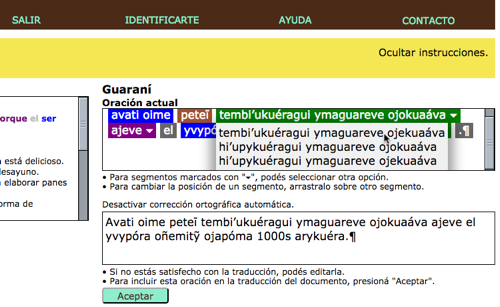 SALIR IDENTIFICARTE AYUDA CONTACTO
Ocultar instrucciones.
orque el ser
está delicioso.
esayuno.
elaborar panes
rma de
Guaraní
Oración actual
avati oime peteĩ tembi’ukuéragui ymaguareve ojokuaáva
ajeve el yvypó .¶
tembi’ukuéragui ymaguareve ojekuaáva
hi’upykuéragui ymaguareve ojokuaáva
hi’upykuéragui ymaguareve ojekuaáva
• Para segmentos marcados con "▾", podés seleccionar otra opción.
• Para cambiar la posición de un segmento, arrastralo sobre otro segmento.
Desactivar corrección ortográfica automática.
Avati oime peteĩ tembi’ukuéragui ymaguareve ojokuaáva ajeve el
yvypóra oñemitỹ ojapóma 1000s arykuéra.¶
• Si no estás satisfecho con la traducción, podés editarla.
• Para incluir esta oración en la traducción del documento, presioná "Aceptar".
Aceptar